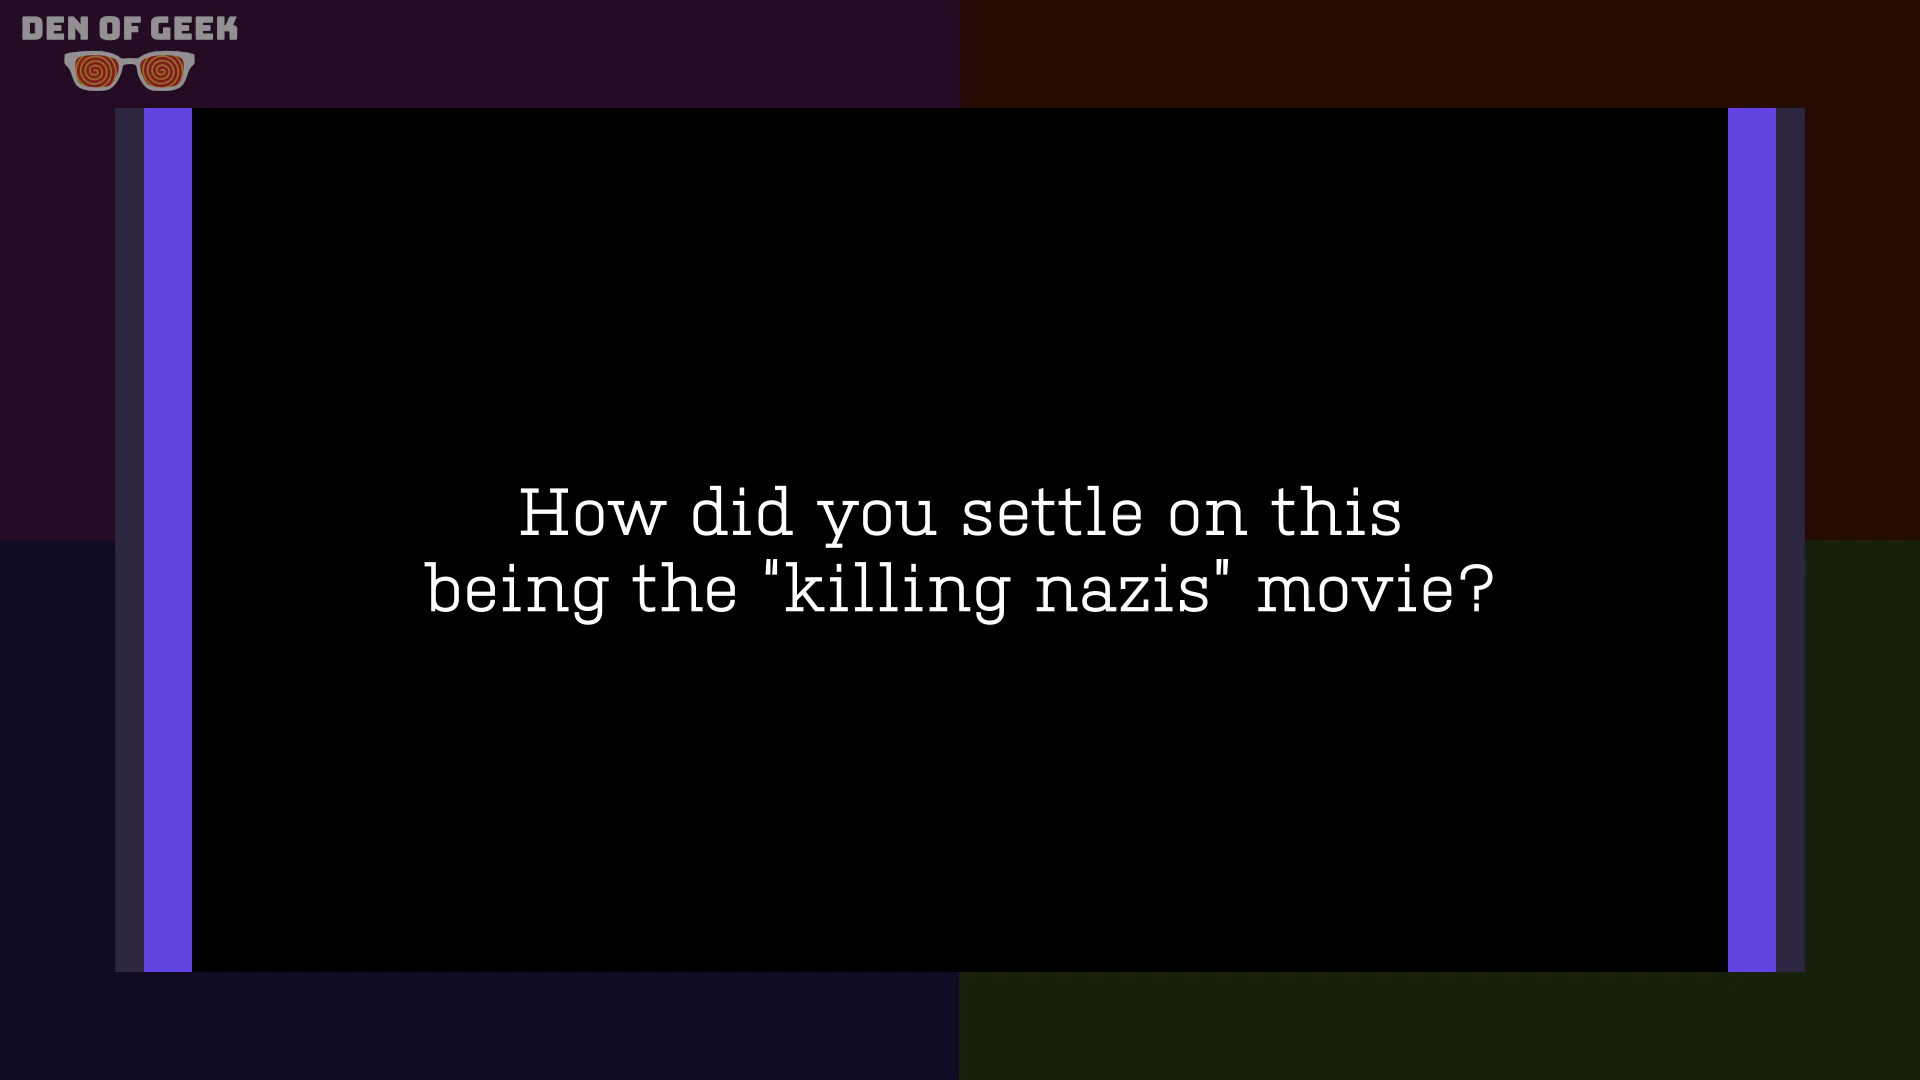 DEN OF GEEK
How did you settle on this
being the "killing nazis" movie?